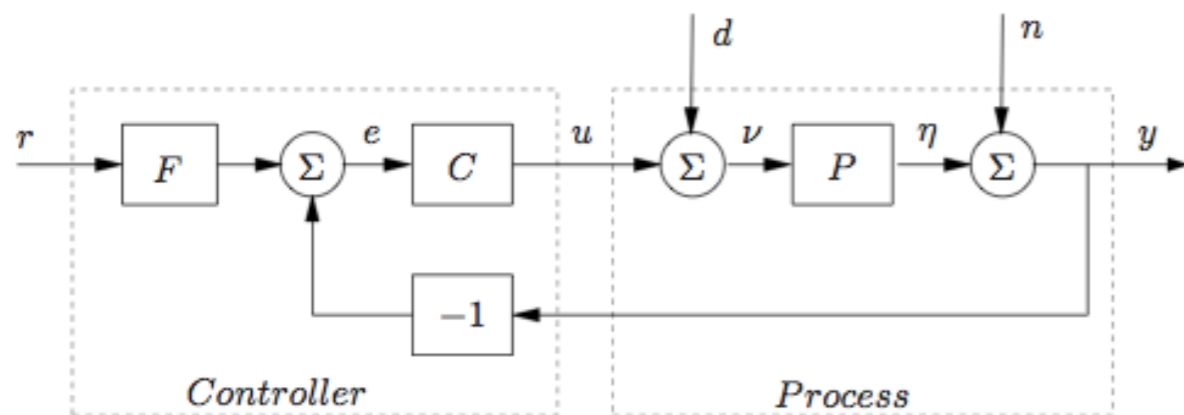 d n
r F Σ e C u Σ ν P η Σ y
−1
Controller Process